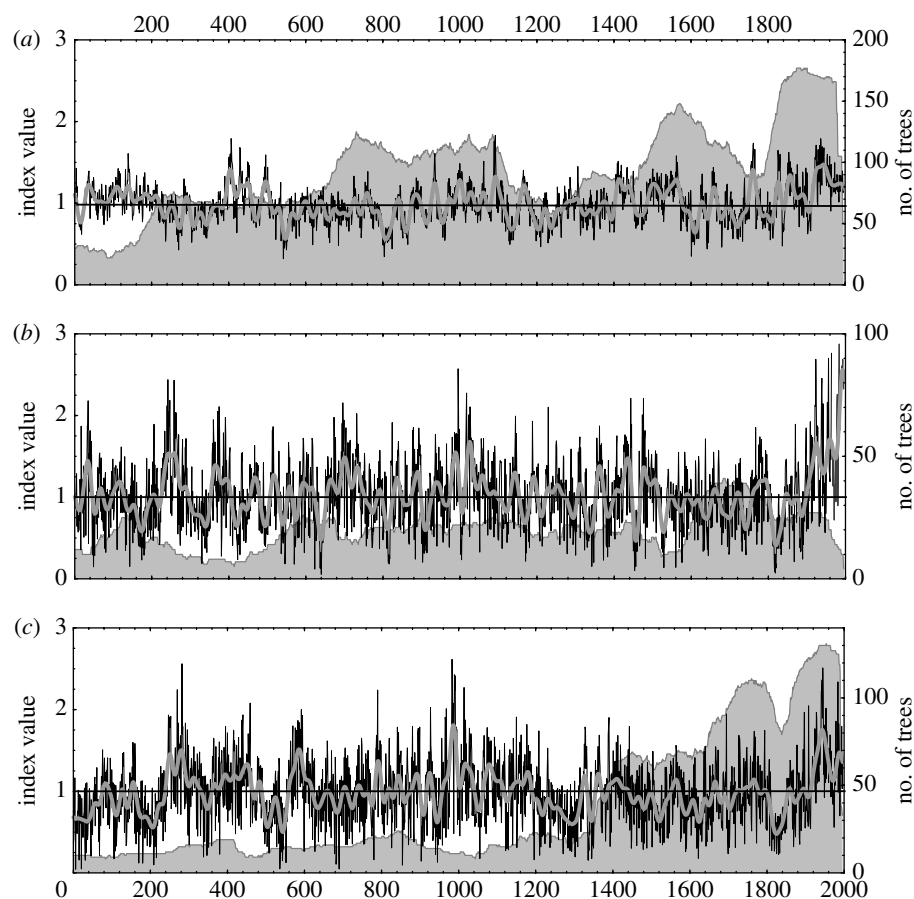 200 400 600 800 1000 1200 1400 1600 1800
(a) 3 200
2 150
1 100
50
0 0
index value
no. of trees
(b) 3 100
2
1 50
0 0
index value
no. of trees
(c) 3
2 100
1 50
0
index value
no. of trees
0 200 400 600 800 1000 1200 1400 1600 1800 2000